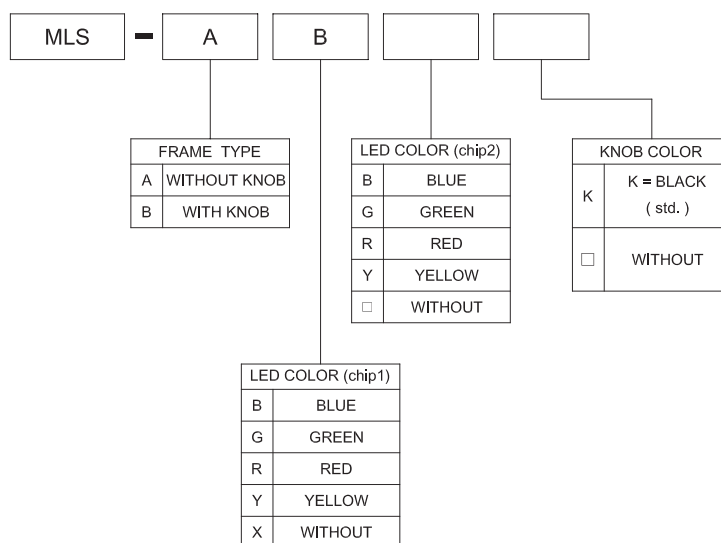 MLS - A B
FRAME TYPE
A WITHOUT KNOB
B WITH KNOB
LED COLOR (chip2)
B BLUE
G GREEN
R RED
Y YELLOW
□ WITHOUT
KNOB COLOR
K K = BLACK
( std. )
□ WITHOUT
LED COLOR (chip1)
B BLUE
G GREEN
R RED
Y YELLOW
X WITHOUT